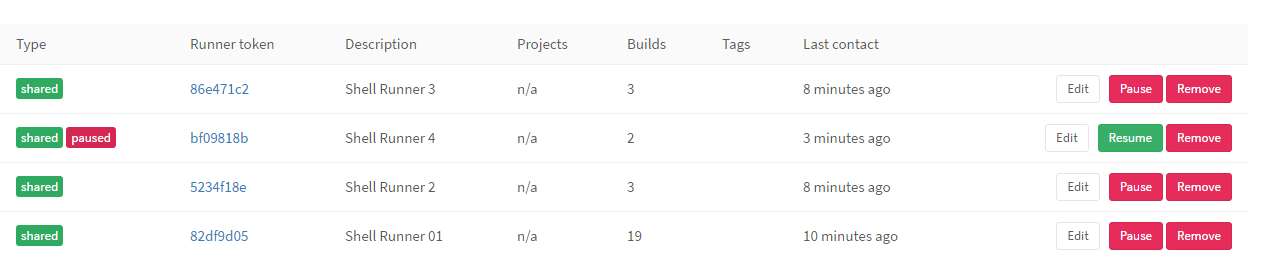 Type Runner token Description Projects Builds Tags Last contact
shared 86e471c2 Shell Runner 3 n/a 3 8 minutes ago Edit Pause Remove
shared paused bf09818b Shell Runner 4 n/a 2 3 minutes ago Edit Resume Remove
shared 5234f18e Shell Runner 2 n/a 3 8 minutes ago Edit Pause Remove
shared 82df9d05 Shell Runner 01 n/a 19 10 minutes ago Edit Pause Remove